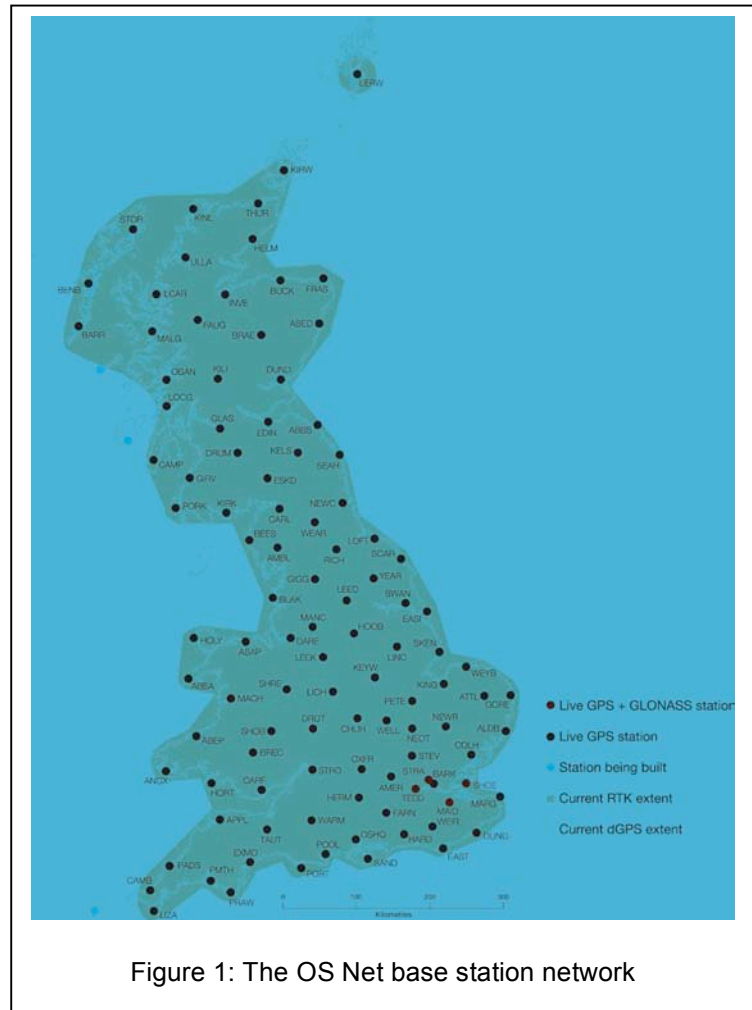 LERW
KIRW
THUR
KINL
STOR
HELM
ULLA
BUCK
FRAS
BENB
LCAR
INVE
FAUG
ASED
BARR
MALG
BRAE
OBAN
KILI
DUND
LOCG
GLAS
EDIN
ABBS
DRUM
KELS
SEAH
CAMP
GIRV
ESKD
PORK
KIRK
CARL
NEWC
WEAR
BEES
LOFT
AMBL
RICH
SCAR
GIGG
YEAR
BLAK
LEED
SWAN
EASI
MANC
HOOB
HOLY
ASAP
DARE
LINC
SKEN
LEEK
KEYW
WEYB
ABEA
SHRE
LICH
KING
ATTL
GORE
MACH
PETE
Live GPS + GLONASS station
DROT
CHUR
WELL
NEWR
ALDB
SHOB
NEDT
Live GPS station
ABEP
BREC
STEV
COLH
OXFR
STRA
BARK
Station being built
ANGX
STRO
AMER
SHOE
HORT
CARF
HERM
TEDD
MARG
Current RTK extent
MAID
APPL
WARM
FARN
WEIR
Current dGPS extent
TAUT
OSHQ
HARD
DUNG
POOL
EXMO
SAND
EAST
PADS
PORT
CAMB
PMTH
PRAW
LIZA
0 100 200 300
Kilometres
Figure 1: The OS Net base station network